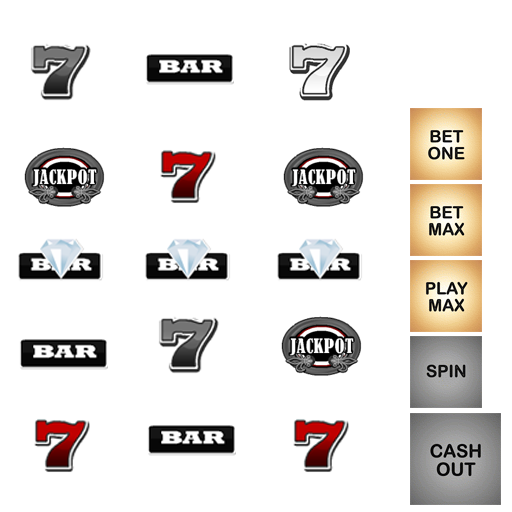 7 BAR 7
JACKPOT 7 JACKPOT
BAR BAR BAR
BAR 7 JACKPOT
7 BAR 7
BET
ONE
BET
MAX
PLAY
MAX
SPIN
CASH
OUT